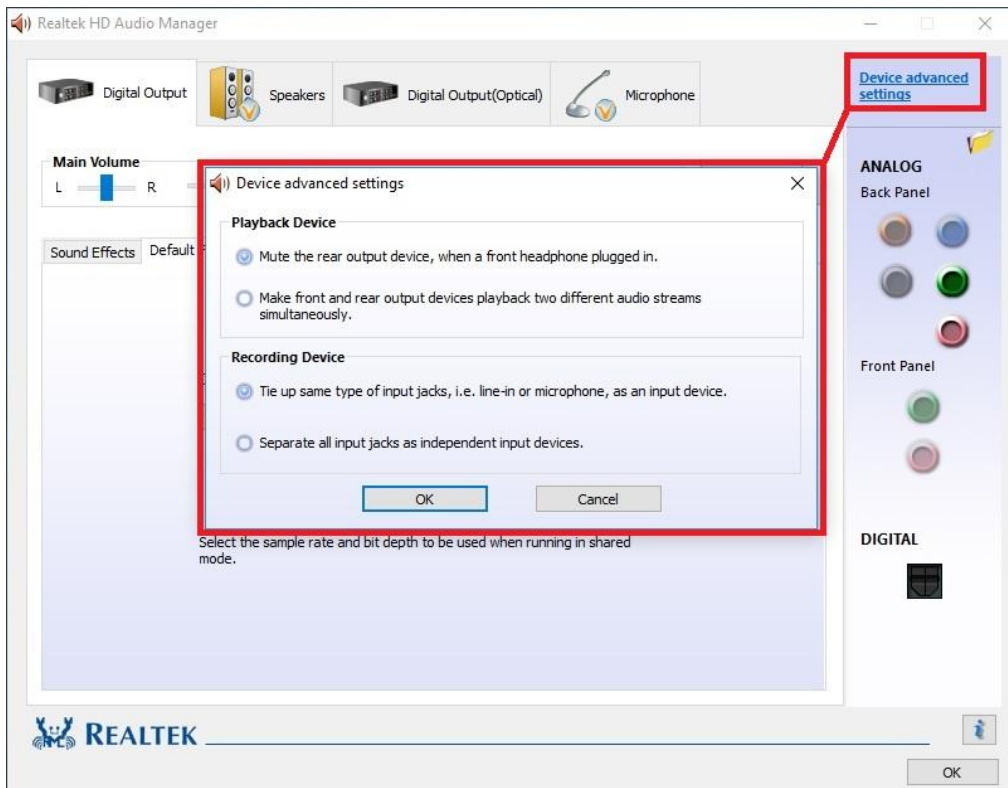 Realtek HD Audio Manager
Digital Output
Speakers
Digital Output(Optical)
Microphone
Device advanced
settings
Main Volume
L
R
Device advanced settings
Playback Device
Mute the rear output device, when a front headphone plugged in.
Make front and rear output devices playback two different audio streams
simultaneously.
Recording Device
Tie up same type of input jacks, i.e. line-in or microphone, as an input device.
Separate all input jacks as independent input devices.
OK
Cancel
Sound Effects
Default
Select the sample rate and bit depth to be used when running in shared
mode.
ANALOG
Back Panel
Front Panel
DIGITAL
REALTEK
i
OK